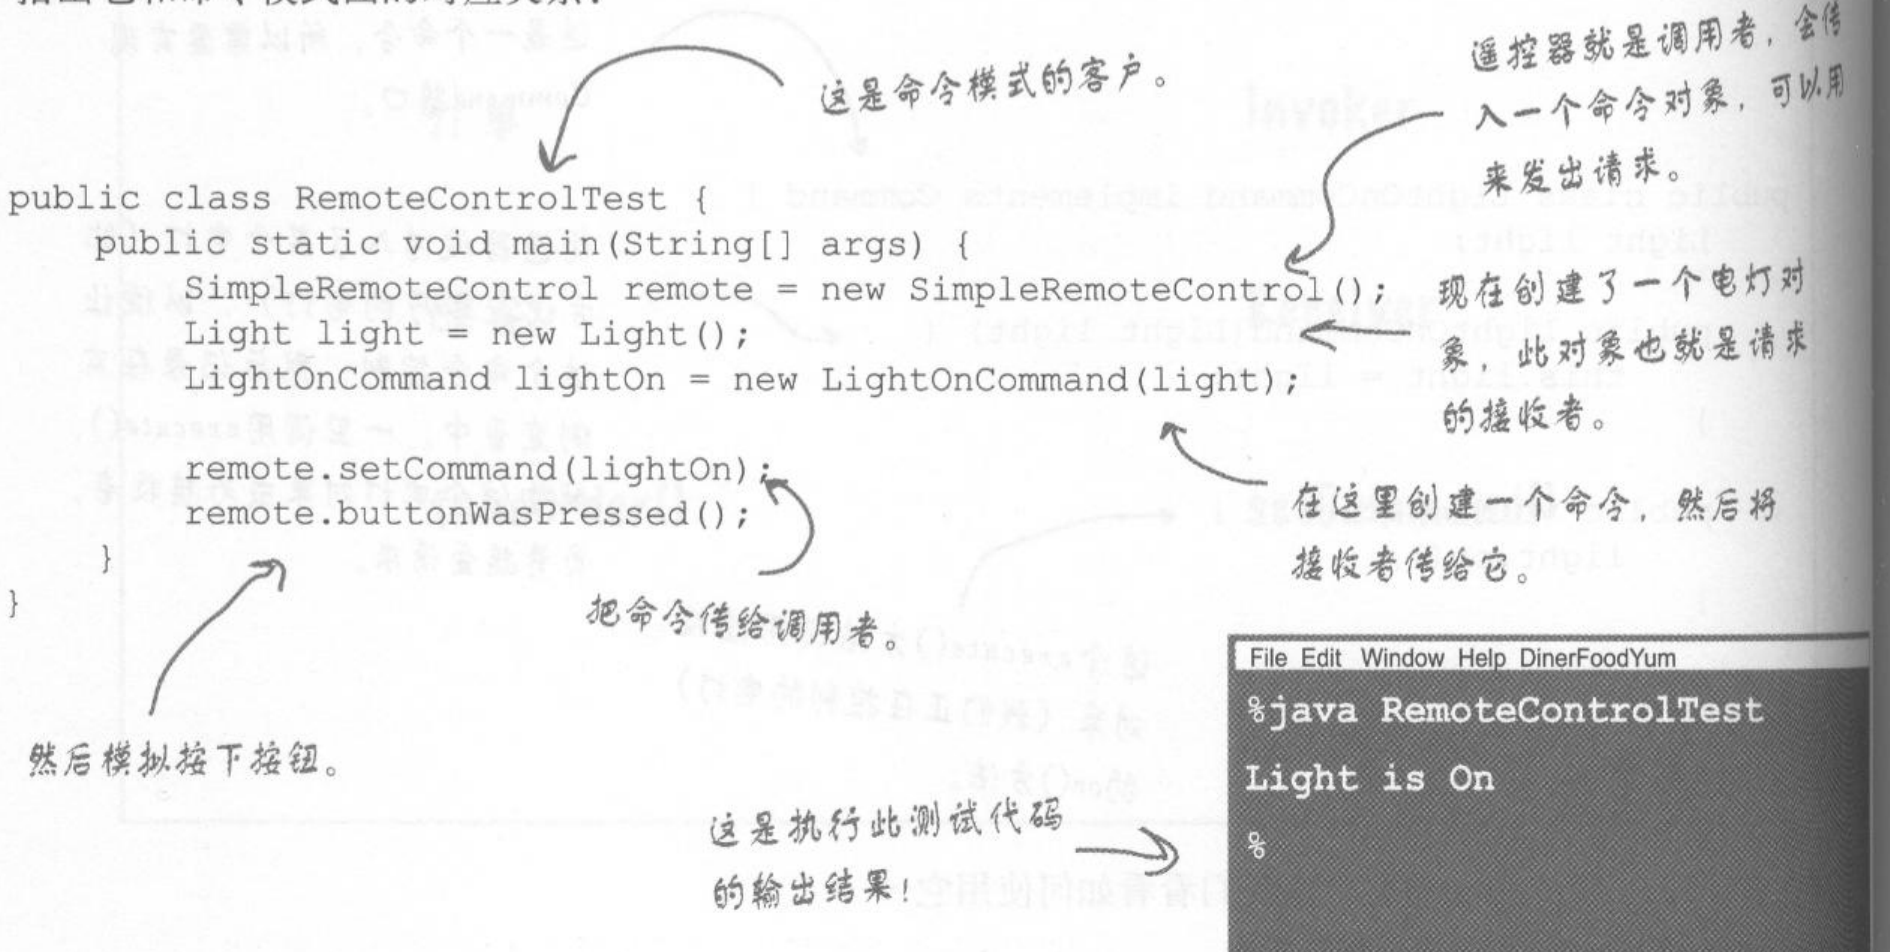 这是命令模式的客户。
遥控器就是调用者，会传
入一个命令对象，可以用
来发出请求。
public class RemoteControlTest {
public static void main(String[] args) {
SimpleRemoteControl remote = new SimpleRemoteControl();
Light light = new Light();
LightOnCommand lightOn = new LightOnCommand(light);
现在创建了一个电灯对
象，此对象也就是请求
的接收者。
remote.setCommand(lightOn);
remote.buttonWasPressed();
}
}
在这里创建一个命令，然后将
接收者传给它。
把命令传给调用者。
然后模拟按下按钮。
这是执行此测试代码
的输出结果！
File Edit Window Help DinerFoodYum
%java RemoteControlTest
Light is On
%